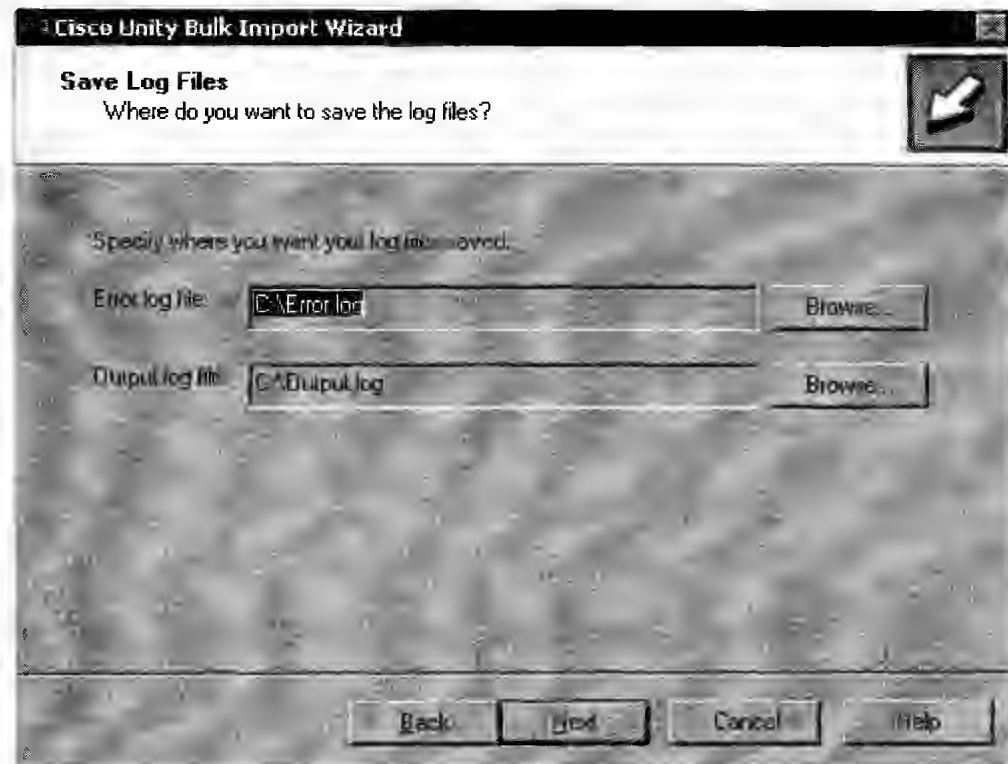 Cisco Unity Bulk Import Wizard
Save Log Files
Where do you want to save the log files?
Specify where you want your log files saved.
Error log file: C:\Error.log Browse...
Output log file: C:\Output.log Browse...
Back Next Cancel Help